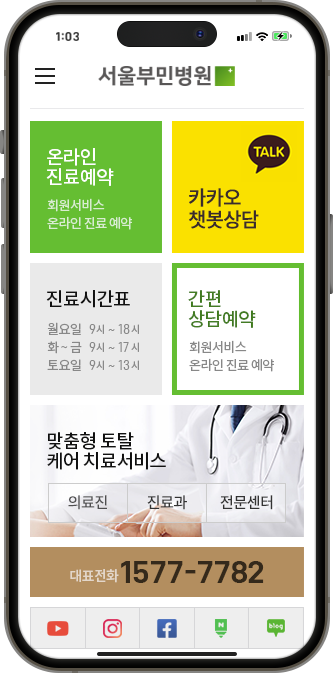 1:03
서울부민병원
온라인
진료예약
회원서비스
온라인 진료 예약
TALK
카카오
챗봇상담
진료시간표
월요일 9시 ~ 18시
화 ~ 금 9시 ~ 17시
토요일 9시 ~ 13시
간편
상담예약
회원서비스
온라인 진료 예약
맞춤형 토탈
케어 치료서비스
의료진 진료과 전문센터
대표전화 1577-7782
N blog